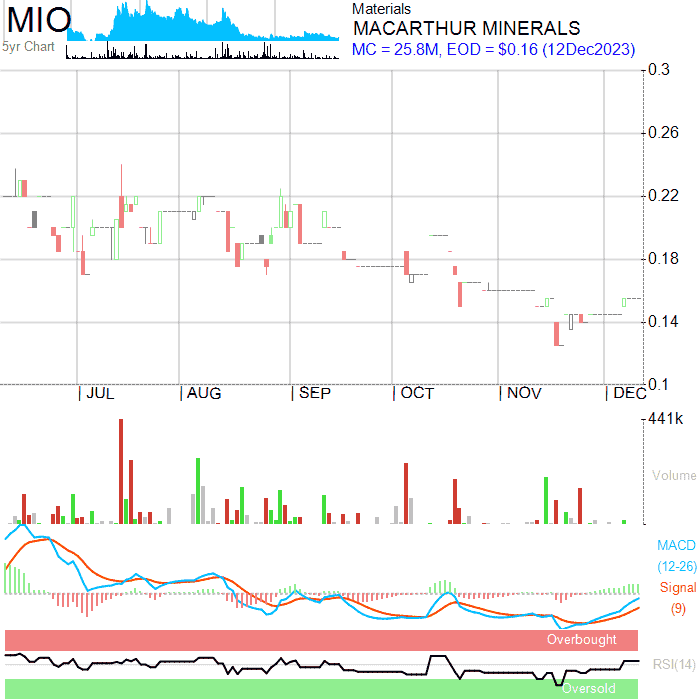 MIO
5yr Chart
Materials
MACARTHUR MINERALS
MC = 25.8M, EOD = $0.16 (12Dec2023)
0.3
0.26
0.22
0.18
0.14
0.1
| JUL | AUG | SEP | OCT | NOV | DEC
441k
Volume
MACD
(12-26)
Signal
(9)
Overbought
RSI(14)
Oversold